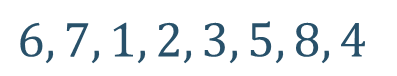 6, 7, 1, 2, 3, 5, 8, 4